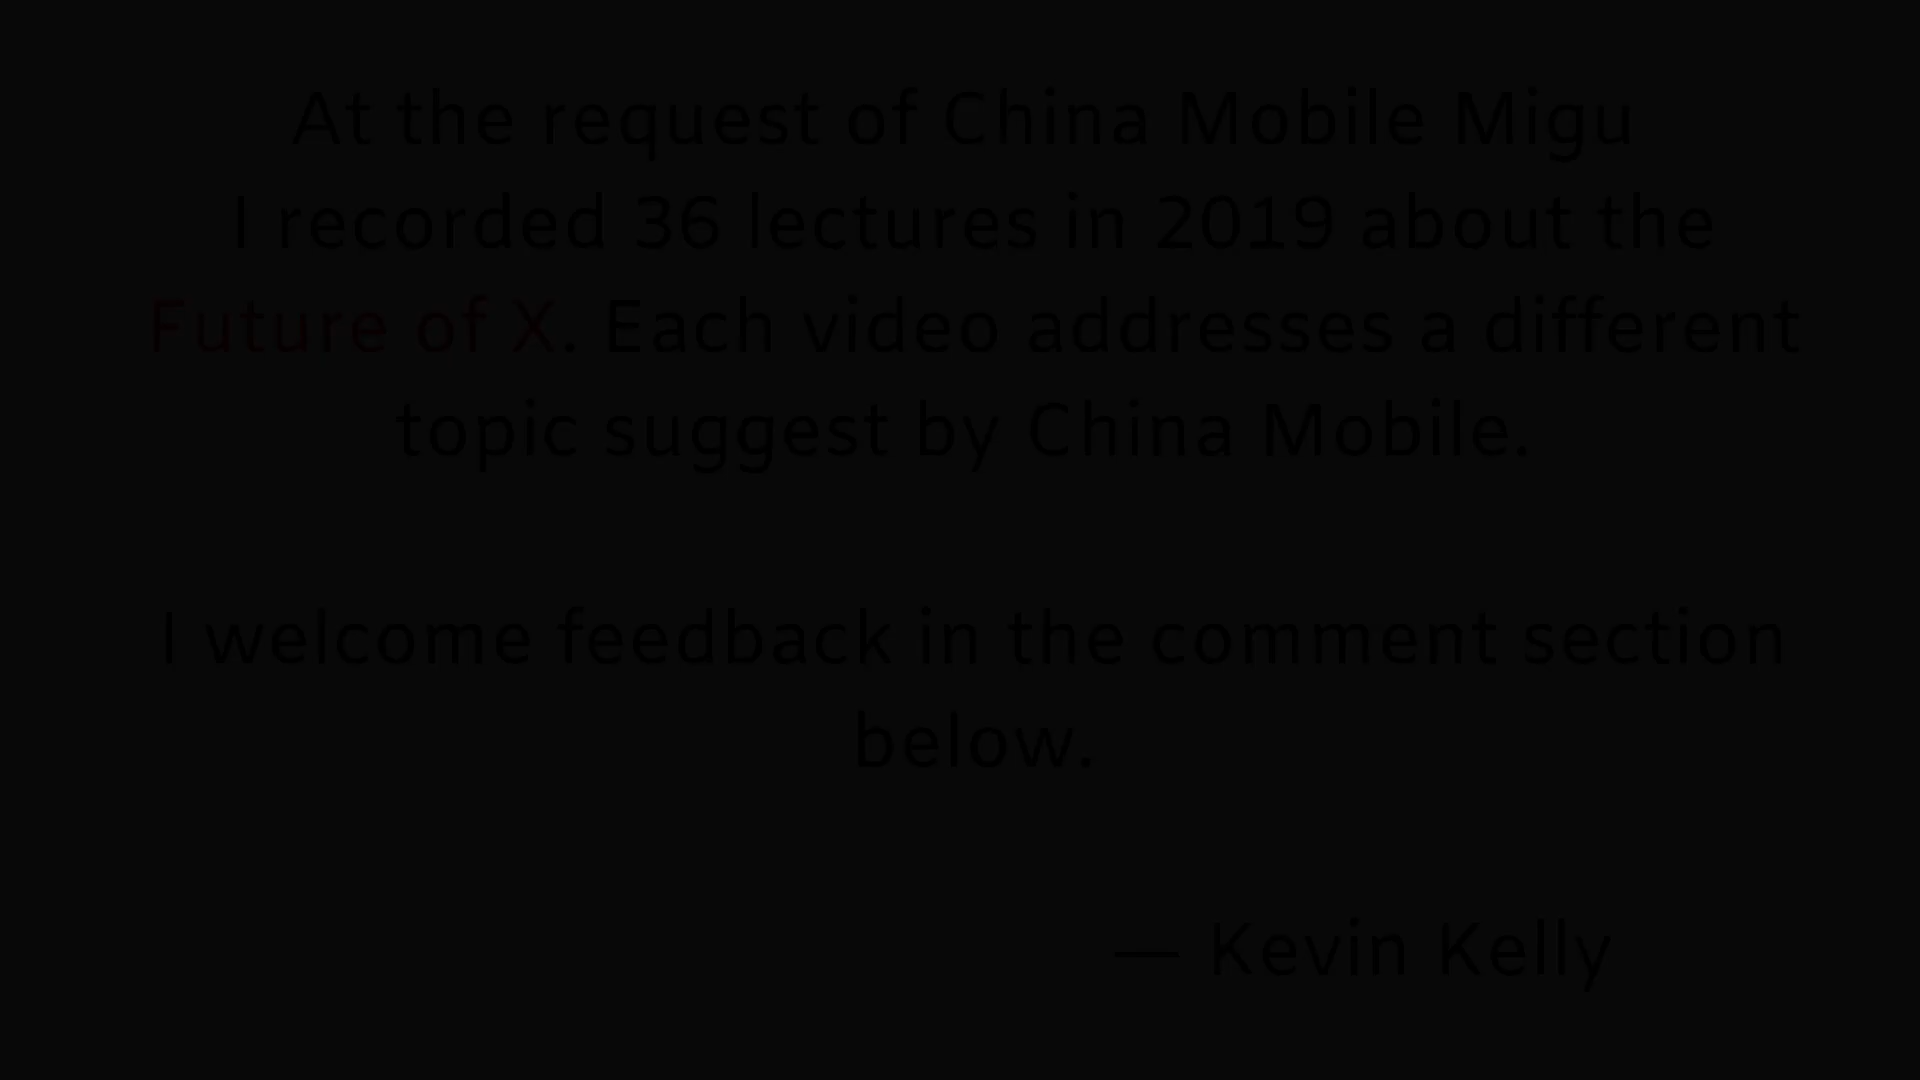 At the request of China Mobile Migu
I recorded 36 lectures in 2019 about the
Future of X. Each video addresses a different
topic suggest by China Mobile.
I welcome feedback in the comment section
below.
— Kevin Kelly